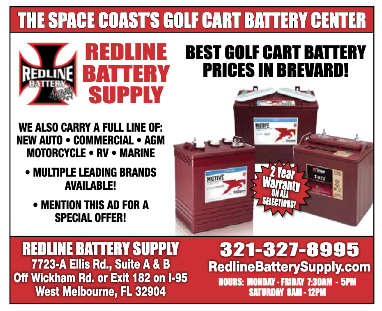 THE SPACE COAST'S GOLF CART BATTERY CENTER
REDLINE
BATTERY
REDLINE
BATTERY
SUPPLY
BEST GOLF CART BATTERY
PRICES IN BREVARD!
WE ALSO CARRY A FULL LINE OF:
NEW AUTO • COMMERCIAL • AGM
MOTORCYCLE • RV • MARINE
• MULTIPLE LEADING BRANDS
AVAILABLE!
• MENTION THIS AD FOR A
SPECIAL OFFER!
MOTIVE
MOTIVE
2 Year
Warranty
ON ALL
SELECTIONS!
REDLINE BATTERY SUPPLY
7723-A Ellis Rd., Suite A & B
Off Wickham Rd. or Exit 182 on I-95
West Melbourne, FL 32904
321-327-8995
RedlineBatterySupply.com
HOURS: MONDAY - FRIDAY 7:30AM - 5PM
SATURDAY 8AM - 12PM